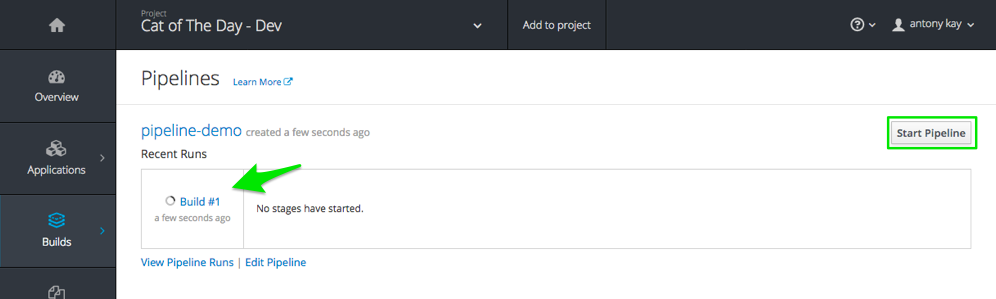 Project
Cat of The Day - Dev
Add to project
antony kay
Overview
Applications
Builds
Pipelines Learn More
pipeline-demo created a few seconds ago
Start Pipeline
Recent Runs
Build #1
a few seconds ago
No stages have started.
View Pipeline Runs | Edit Pipeline